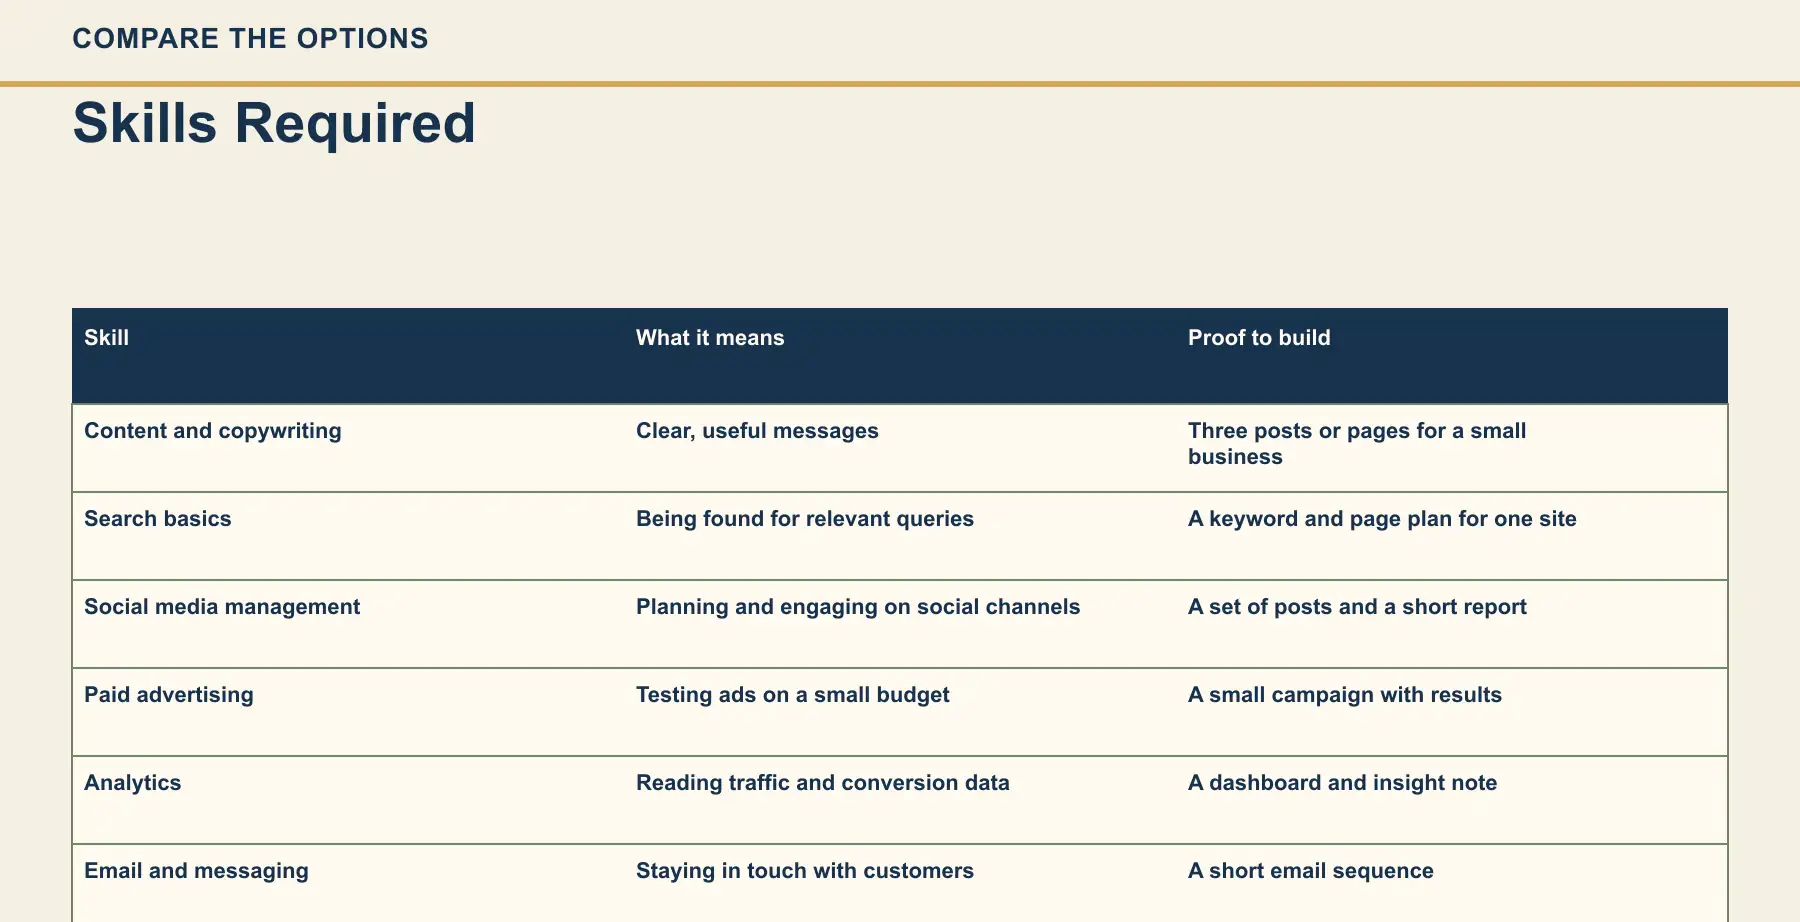 COMPARE THE OPTIONS
Skills Required
Skill What it means Proof to build
Content and copywriting Clear, useful messages Three posts or pages for a small
business
Search basics Being found for relevant queries A keyword and page plan for one site
Social media management Planning and engaging on social channels A set of posts and a short report
Paid advertising Testing ads on a small budget A small campaign with results
Analytics Reading traffic and conversion data A dashboard and insight note
Email and messaging Staying in touch with customers A short email sequence